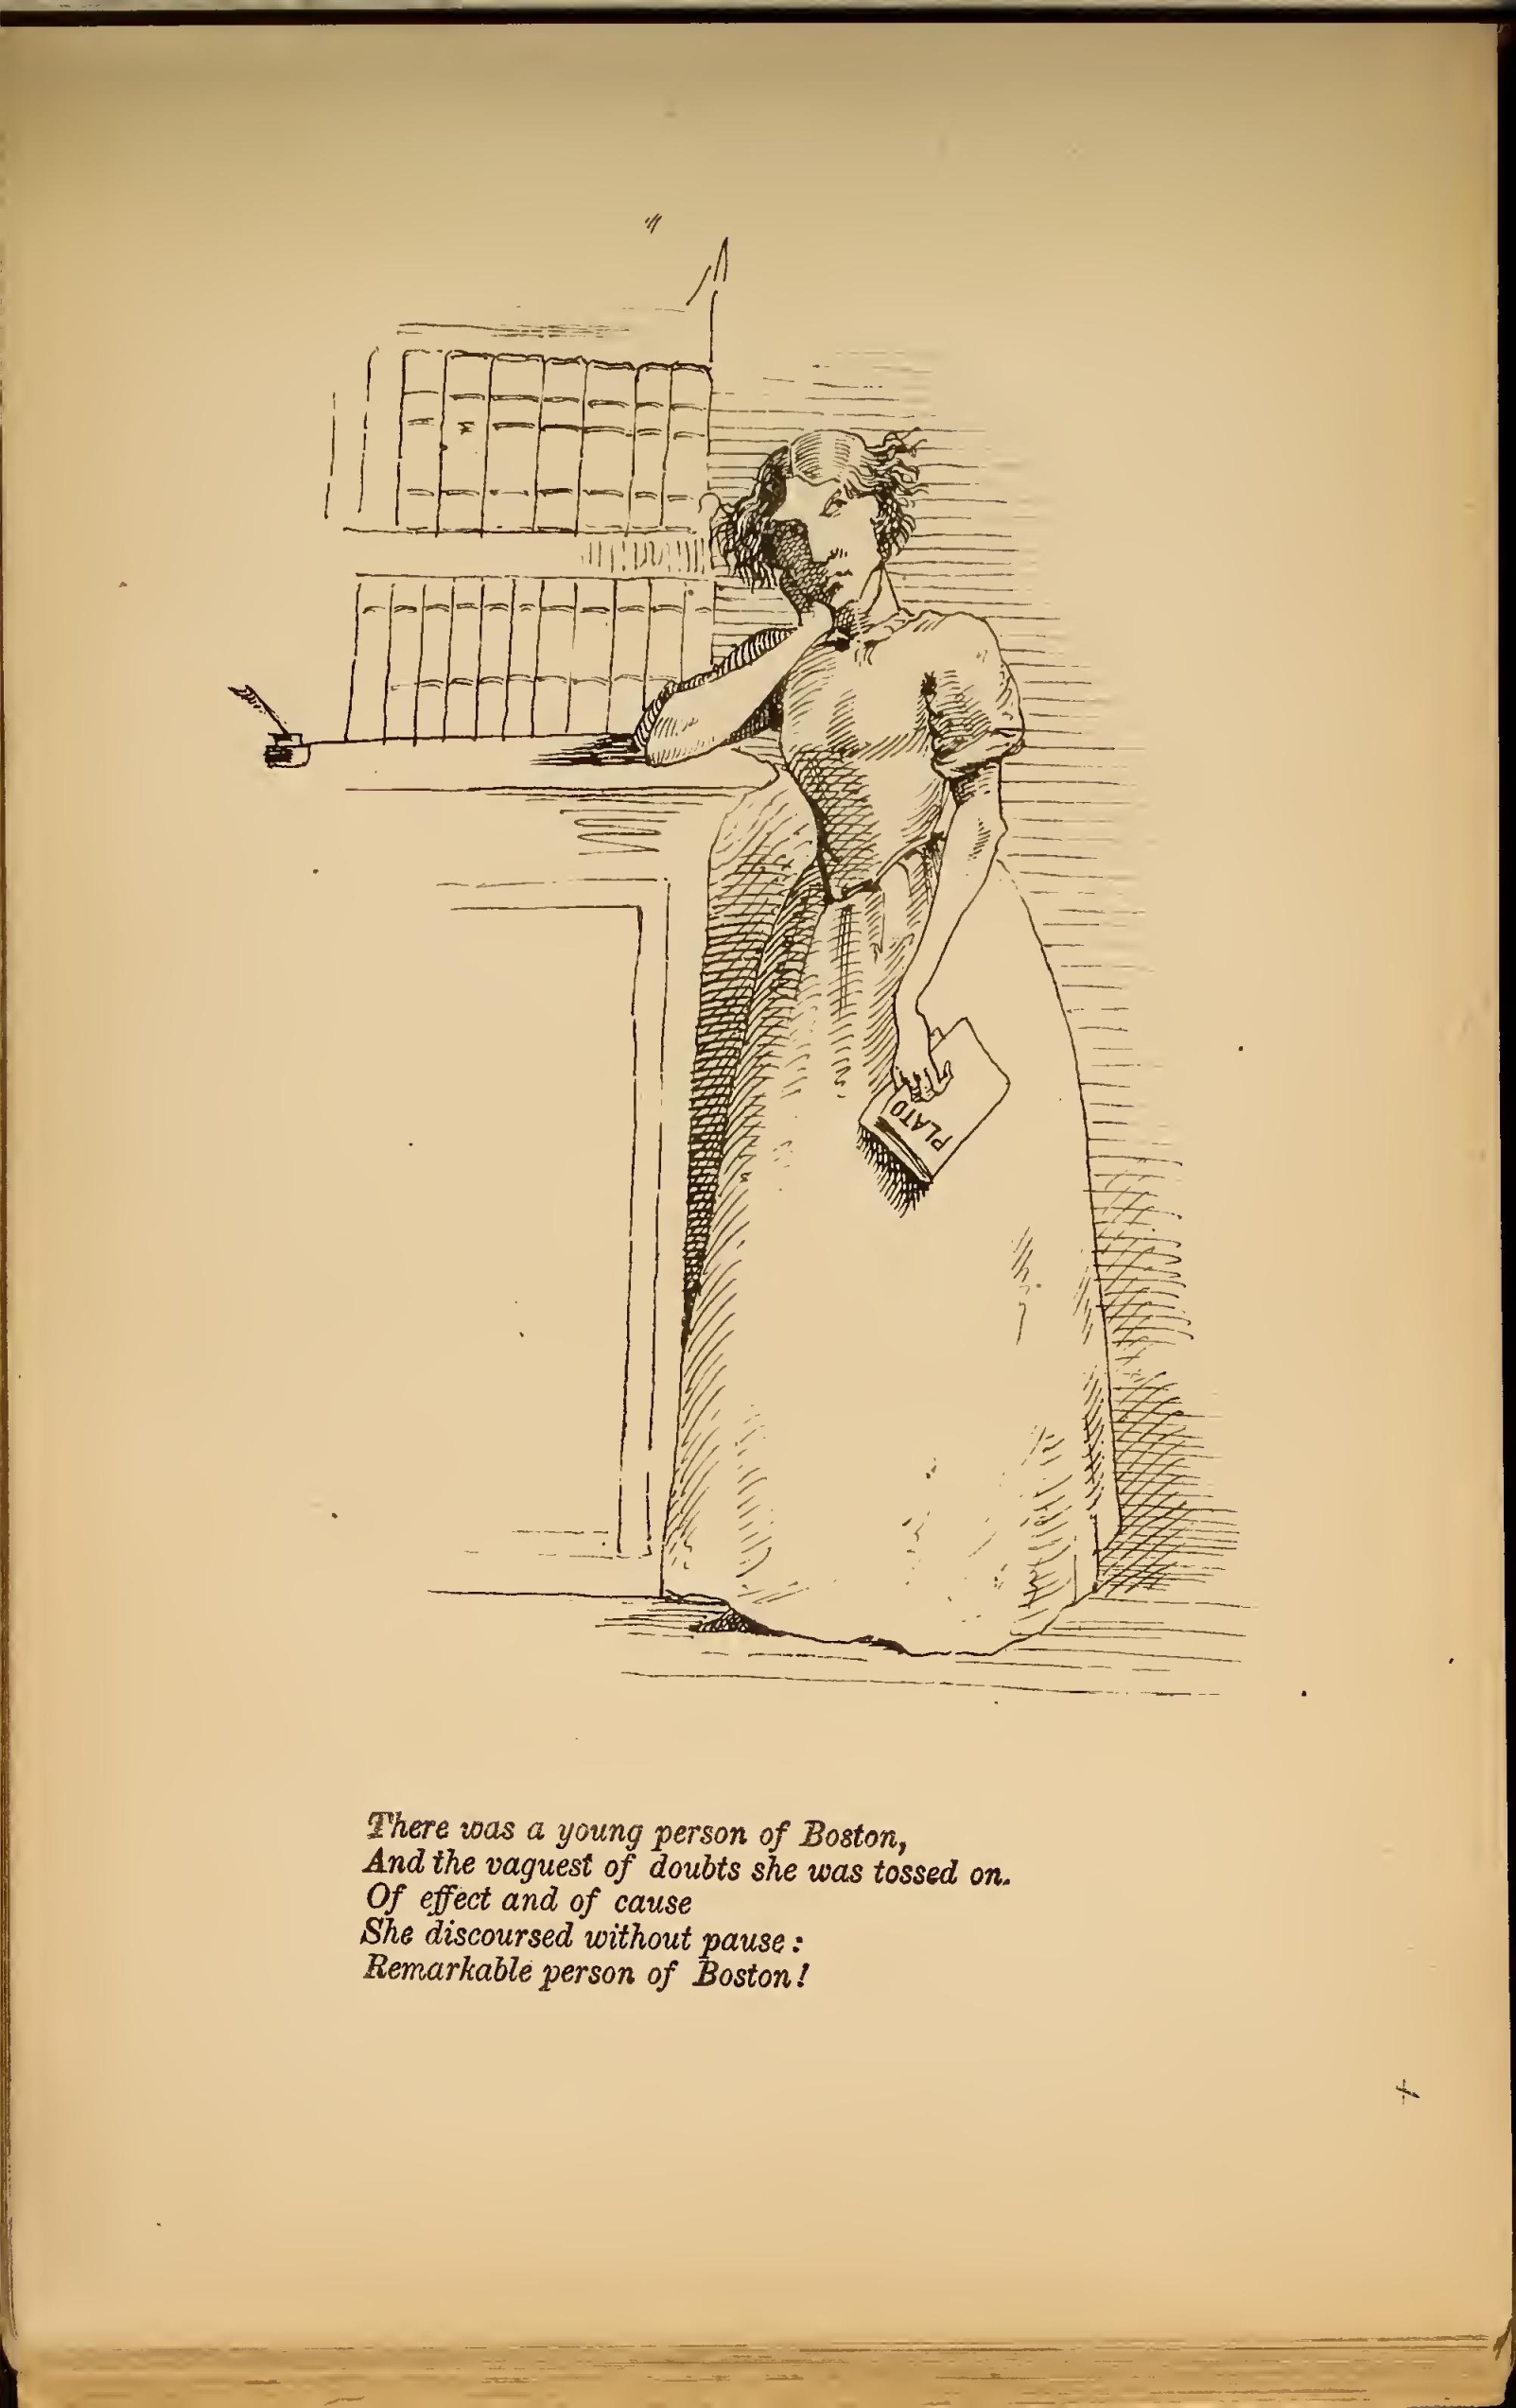 PLATO
There was a young person of Boston,
And the vaguest of doubts she was tossed on.
Of effect and of cause
She discoursed without pause:
Remarkable person of Boston!